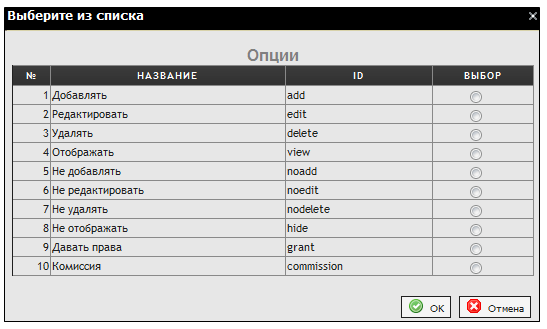 Выберите из списка
Опции
№ НАЗВАНИЕ ID ВЫБОР
1 Добавлять add
2 Редактировать edit
3 Удалять delete
4 Отображать view
5 Не добавлять noadd
6 Не редактировать noedit
7 Не удалять nodelete
8 Не отображать hide
9 Давать права grant
10 Комиссия commission
OK Отмена